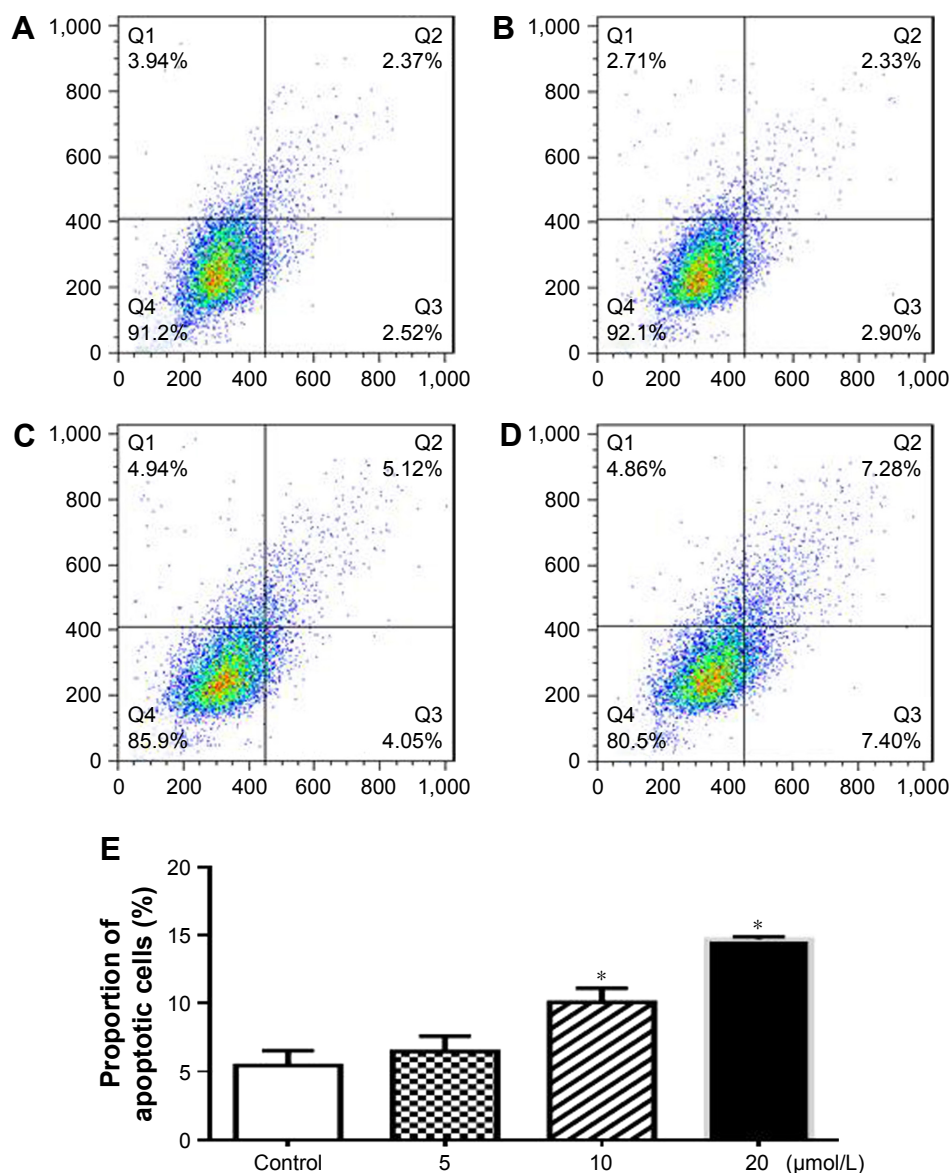 A
1,000
800
600
400
200
0
Q1
3.94%
Q2
2.37%
Q4
91.2%
Q3
2.52%
0 200 400 600 800 1,000
B
1,000
800
600
400
200
0
Q1
2.71%
Q2
2.33%
Q4
92.1%
Q3
2.90%
0 200 400 600 800 1,000
C
1,000
800
600
400
200
0
Q1
4.94%
Q2
5.12%
Q4
85.9%
Q3
4.05%
0 200 400 600 800 1,000
D
1,000
800
600
400
200
0
Q1
4.86%
Q2
7.28%
Q4
80.5%
Q3
7.40%
0 200 400 600 800 1,000
E
Proportion of
apoptotic cells (%)
20
15
10
5
0
*
*
Control 5 10 20 (µmol/L)